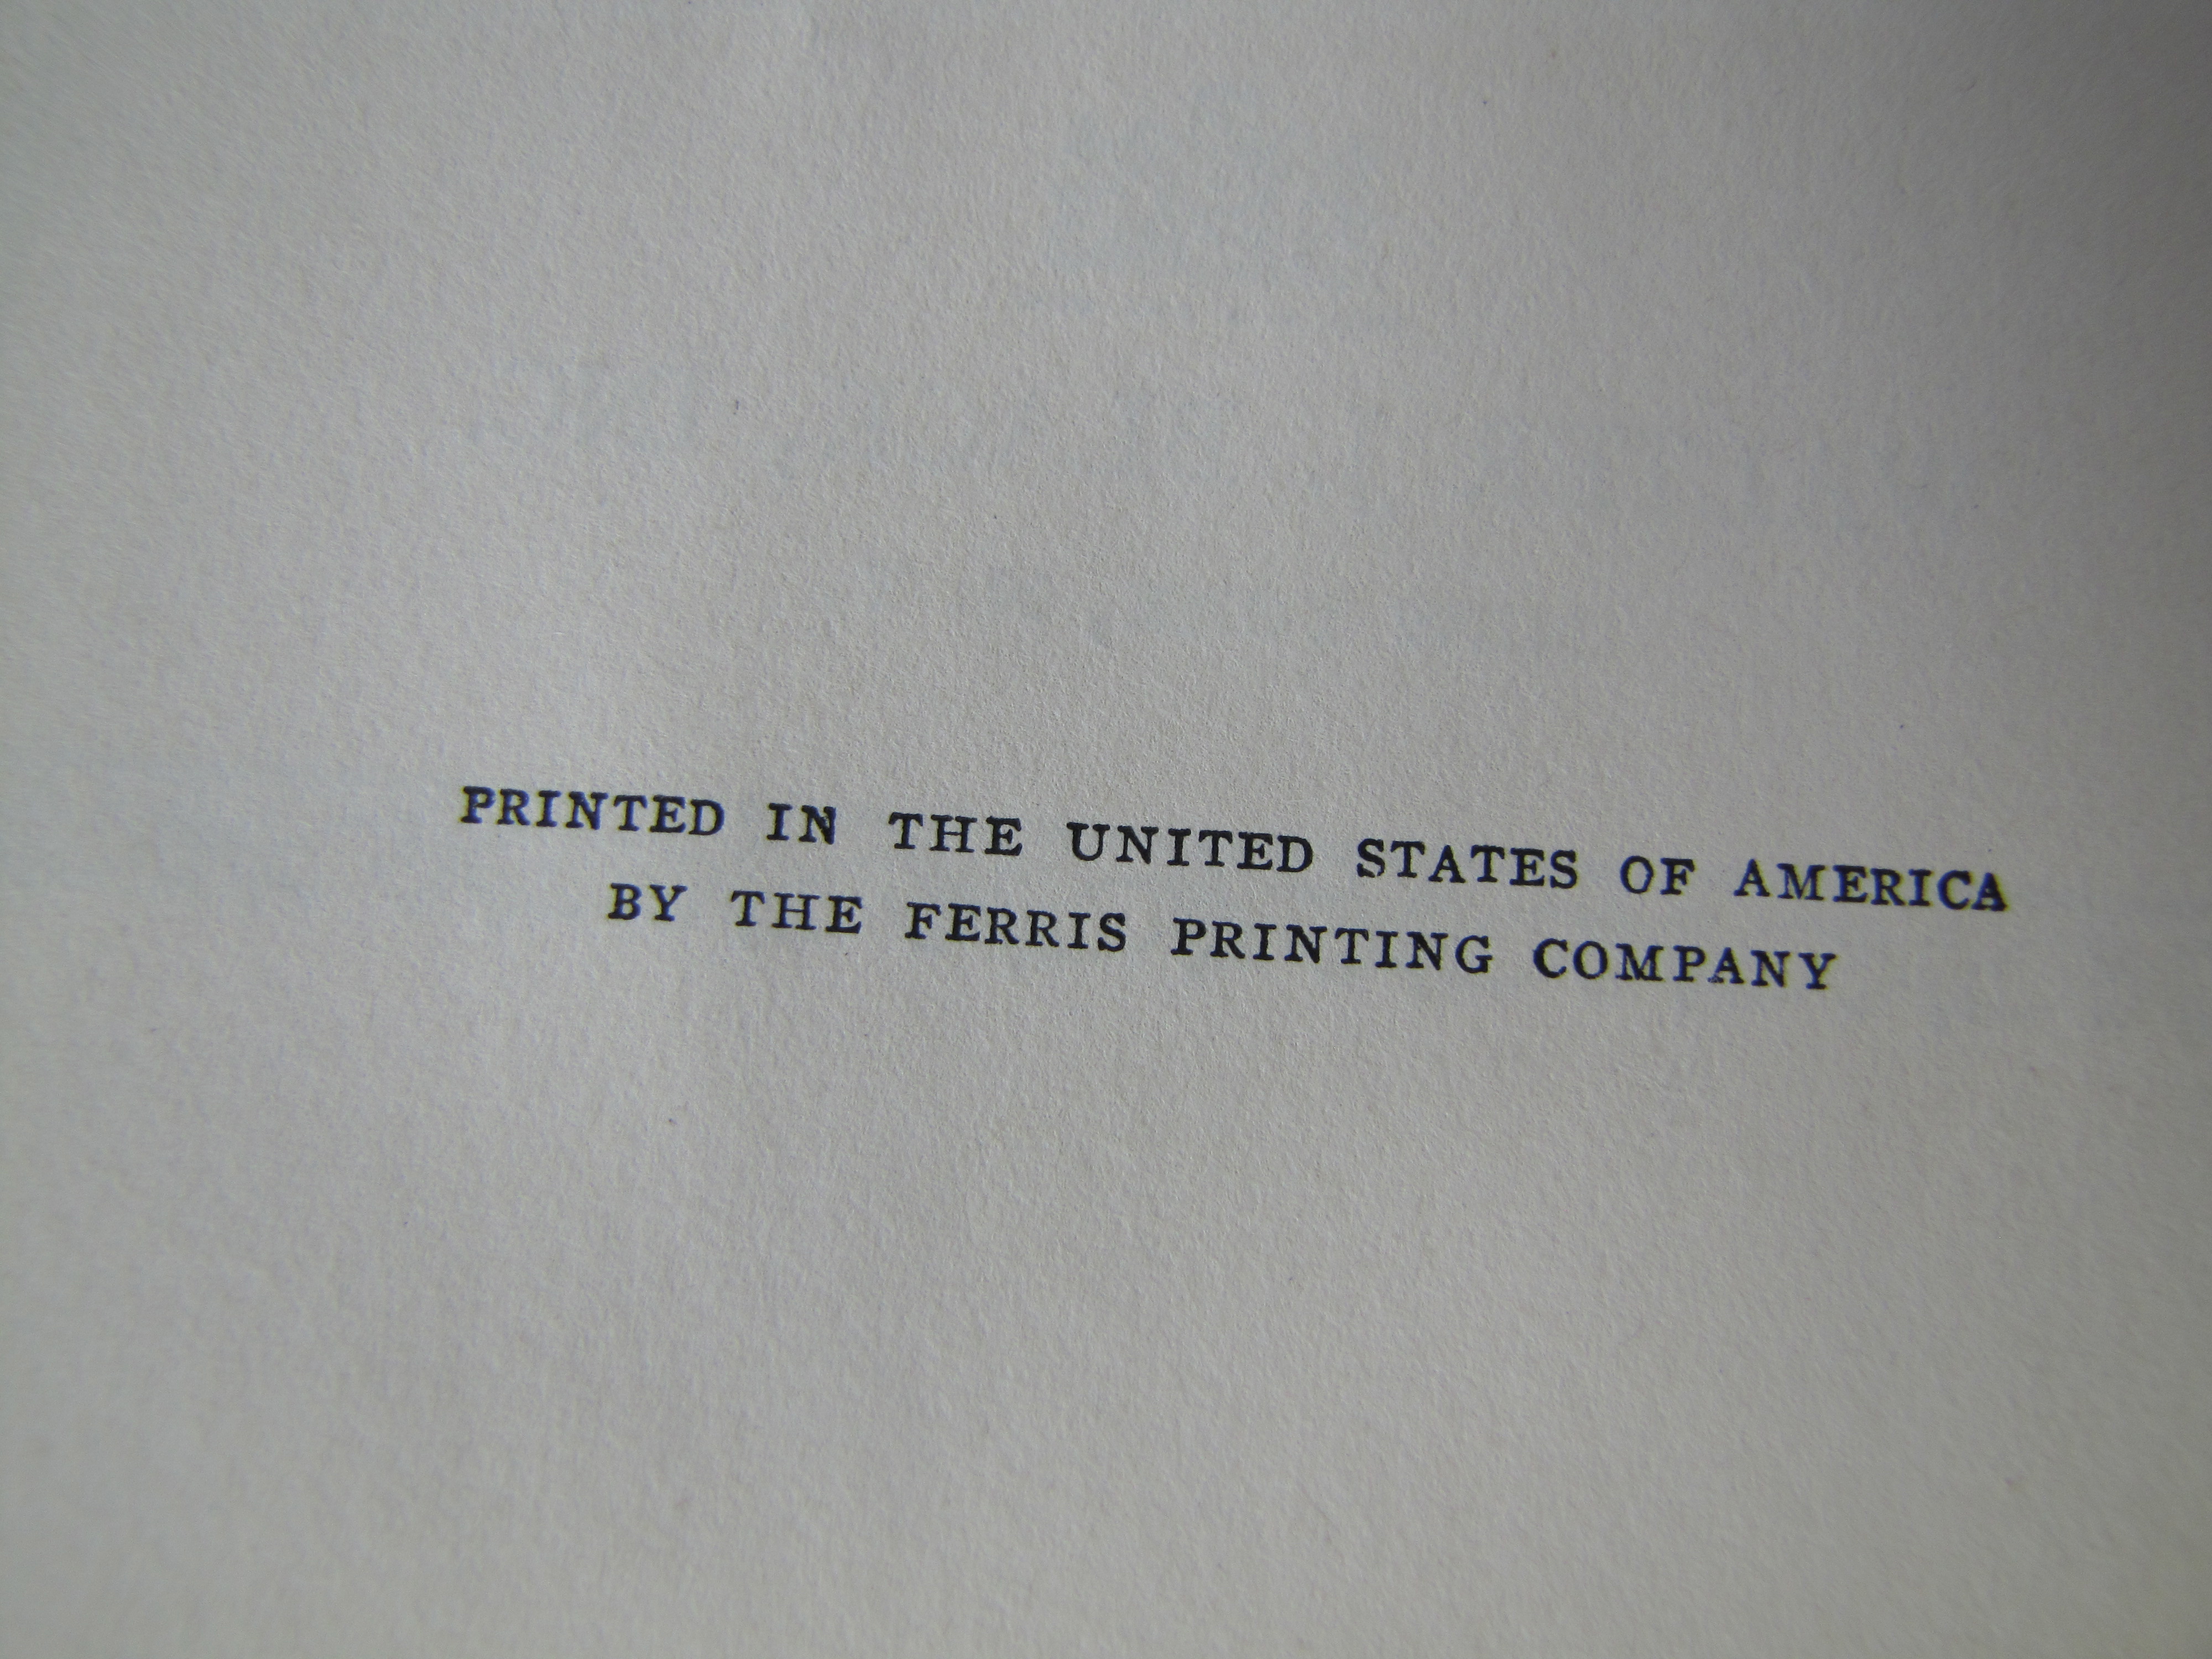 PRINTED IN THE UNITED STATES OF AMERICA
BY THE FERRIS PRINTING COMPANY